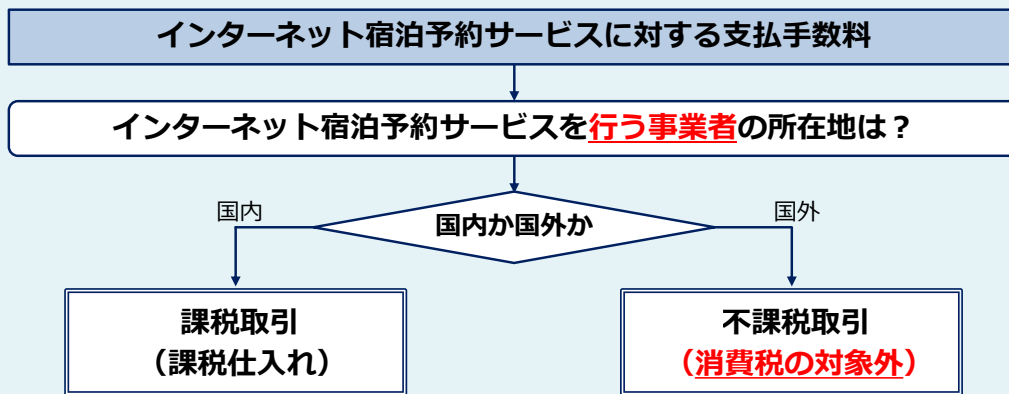 インターネット宿泊予約サービスに対する支払手数料
インターネット宿泊予約サービスを行う事業者の所在地は？
国内
国内か国外か
国外
課税取引
（課税仕入れ）
不課税取引
（消費税の対象外）